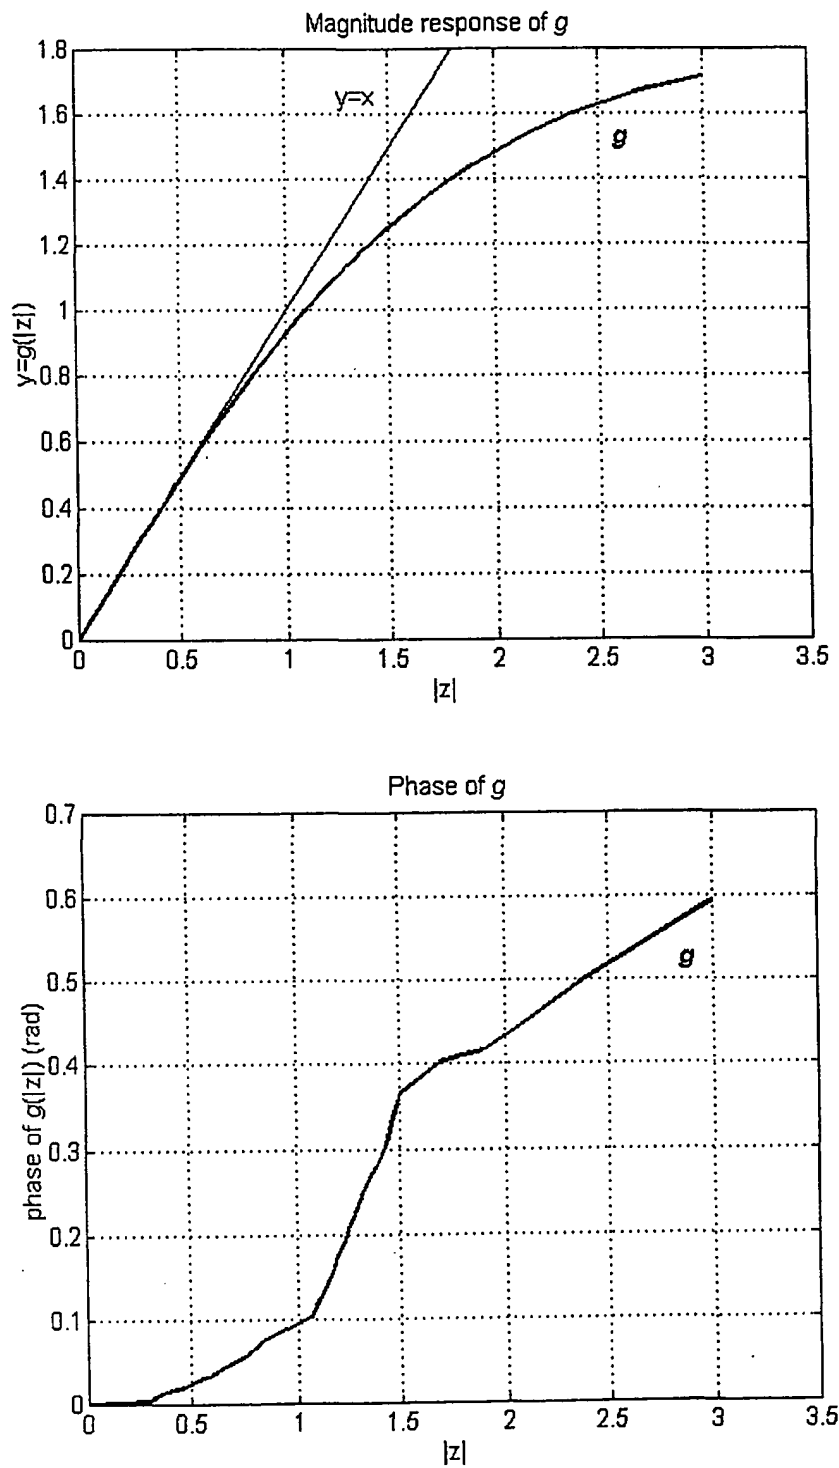 Magnitude response of g
1.8
1.6
1.4
1.2
1
0.8
0.6
0.4
0.2
0
y=g(|z|)
y=x
g
0 0.5 1 1.5 2 2.5 3 3.5
|z|
Phase of g
0.7
0.6
0.5
0.4
0.3
0.2
0.1
0
phase of g(|z|) (rad)
g
0 0.5 1 1.5 2 2.5 3 3.5
|z|